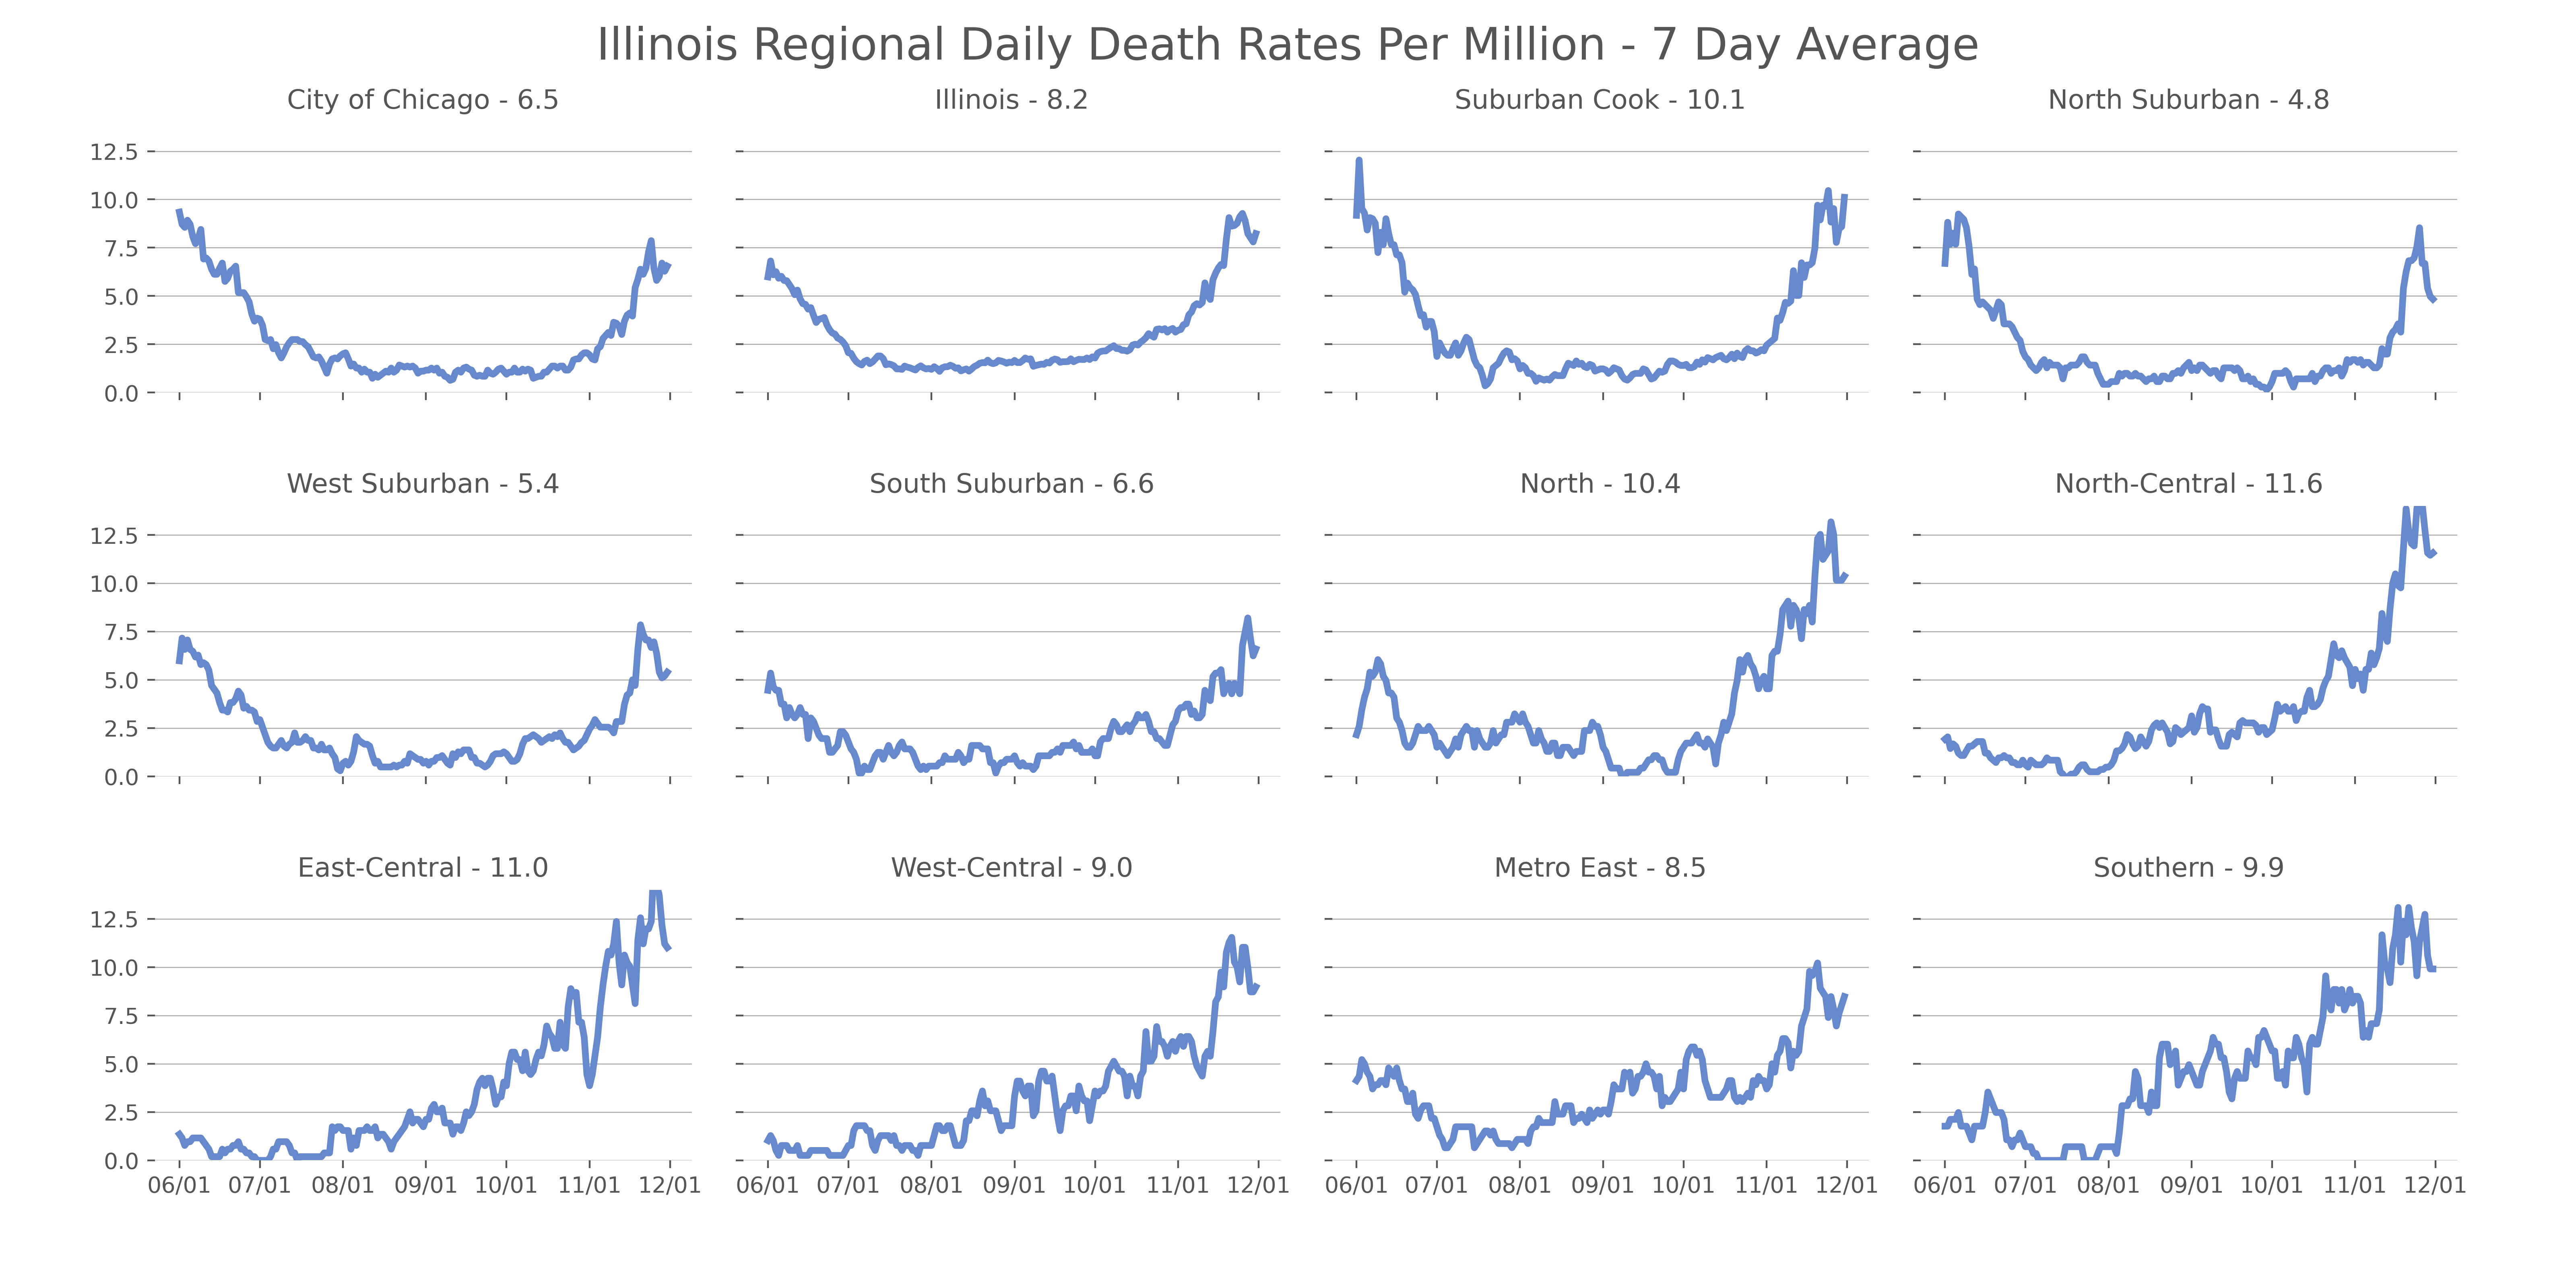 Illinois Regional Daily Death Rates Per Million - 7 Day Average
City of Chicago - 6.5
Illinois - 8.2
Suburban Cook - 10.1
North Suburban - 4.8
12.5
10.0
7.5
5.0
2.5
0.0
West Suburban - 5.4
South Suburban - 6.6
North - 10.4
North-Central - 11.6
12.5
10.0
7.5
5.0
2.5
0.0
East-Central - 11.0
West-Central - 9.0
Metro East - 8.5
Southern - 9.9
12.5
10.0
7.5
5.0
2.5
0.0
06/01 07/01 08/01 09/01 10/01 11/01 12/01
06/01 07/01 08/01 09/01 10/01 11/01 12/01
06/01 07/01 08/01 09/01 10/01 11/01 12/01
06/01 07/01 08/01 09/01 10/01 11/01 12/01